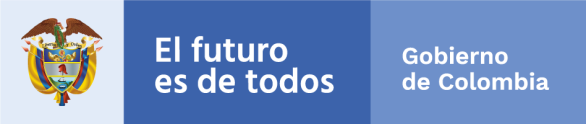 El futuro
es de todos
Gobierno
de Colombia